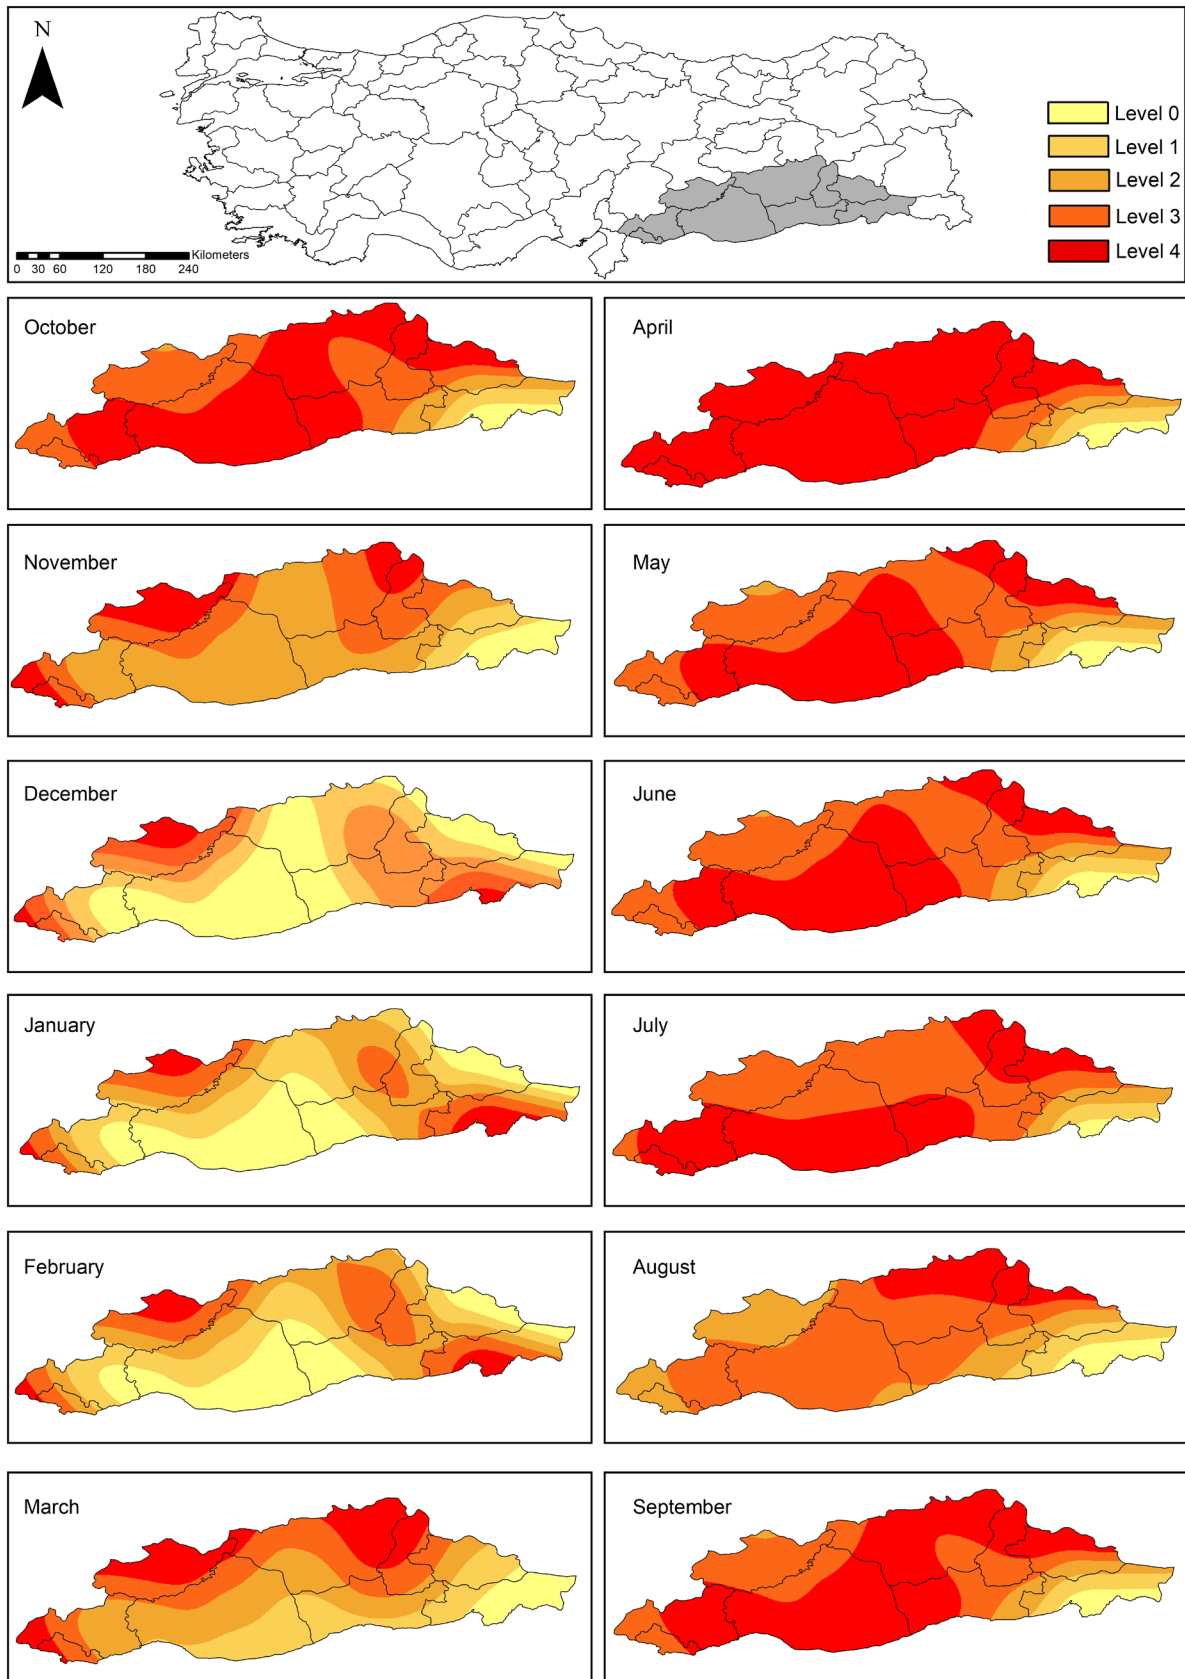 N
Level 0
Level 1
Level 2
Level 3
Level 4
Kilometers
0 30 60 120 180 240
October
April
November
May
December
June
January
July
February
August
March
September